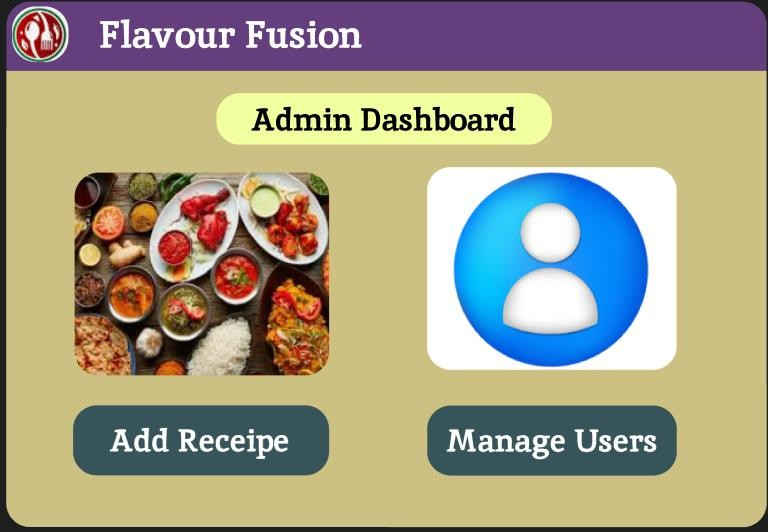 Flavour Fusion
Admin Dashboard
Add Receipe
Manage Users